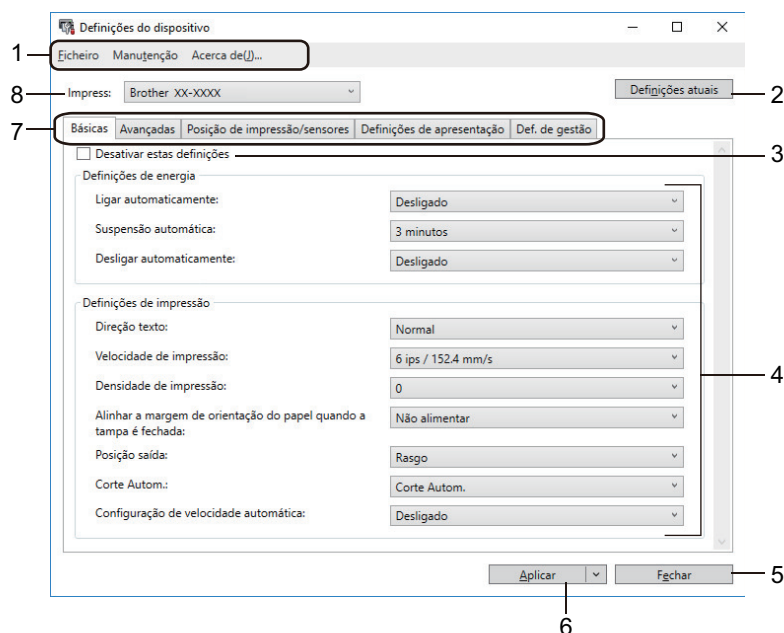 Definições do dispositivo
1
Ficheiro Manutenção Acerca de(J)...
8 Impress: Brother XX-XXXX Definições atuais 2
7 Básicas Avançadas Posição de impressão/sensores Definições de apresentação Def. de gestão
Desativar estas definições 3
Definições de energia
Ligar automaticamente: Desligado
Suspensão automática: 3 minutos
Desligar automaticamente: Desligado
Definições de impressão
Direção texto: Normal
Velocidade de impressão: 6 ips / 152.4 mm/s
4
Densidade de impressão: 0
Alinhar a margem de orientação do papel quando a
tampa é fechada: Não alimentar
Posição saída: Rasgo
Corte Autom.: Corte Autom.
Configuração de velocidade automática: Desligado
Aplicar Fechar 5
6